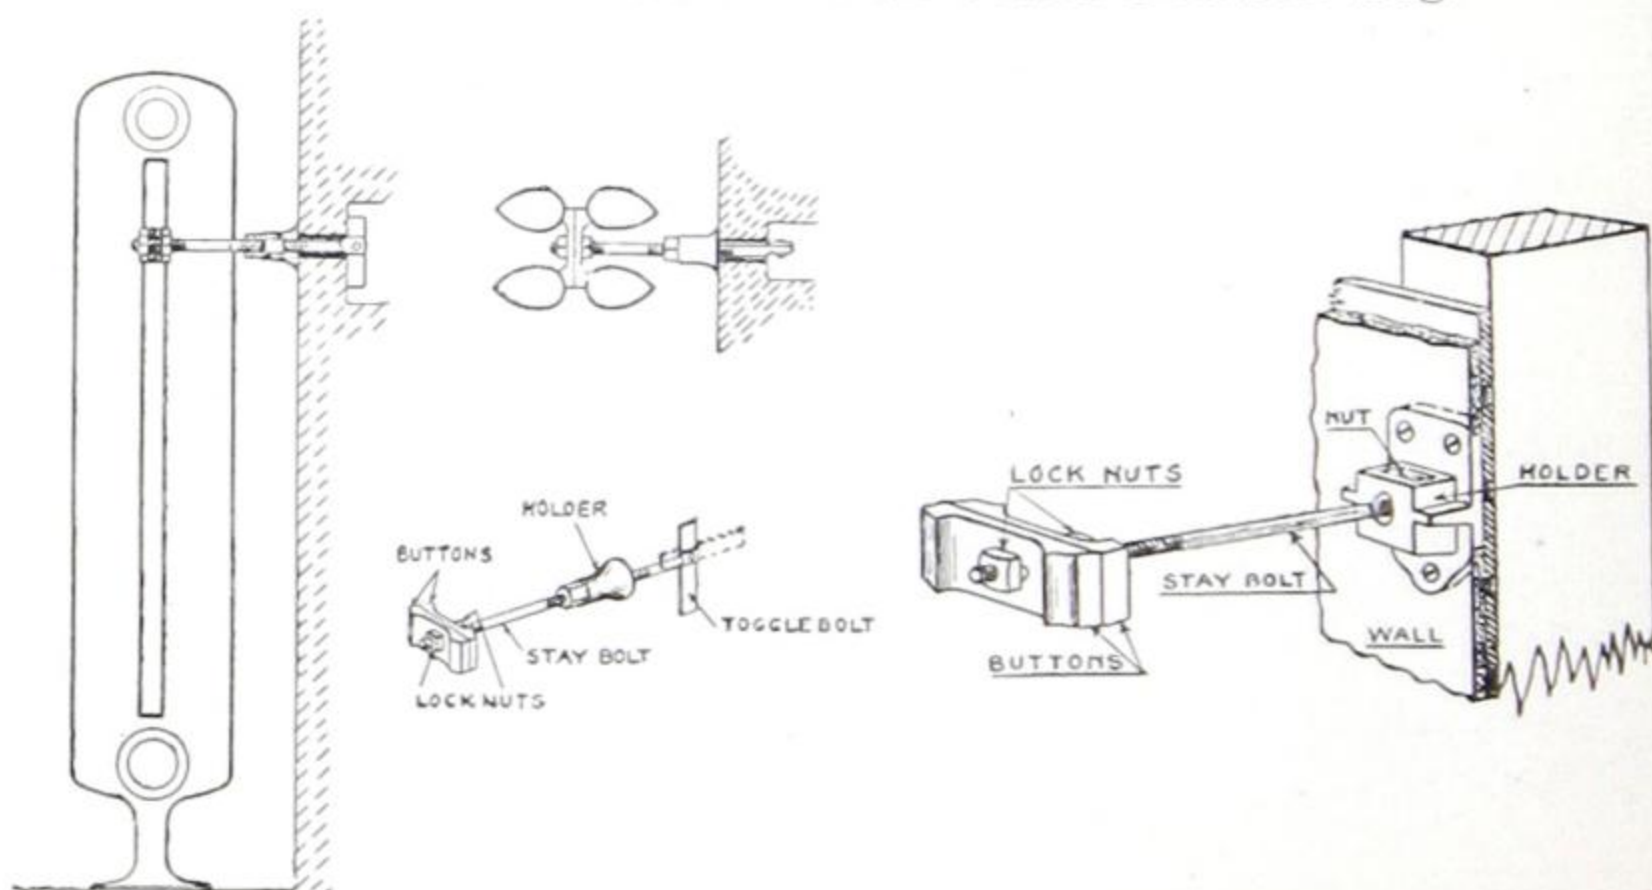 HOLDER
BUTTONS
TOGGLE BOLT
STAY BOLT
LOCK NUTS
NUT
LOCK NUTS
HOLDER
STAY BOLT
WALL
BUTTONS